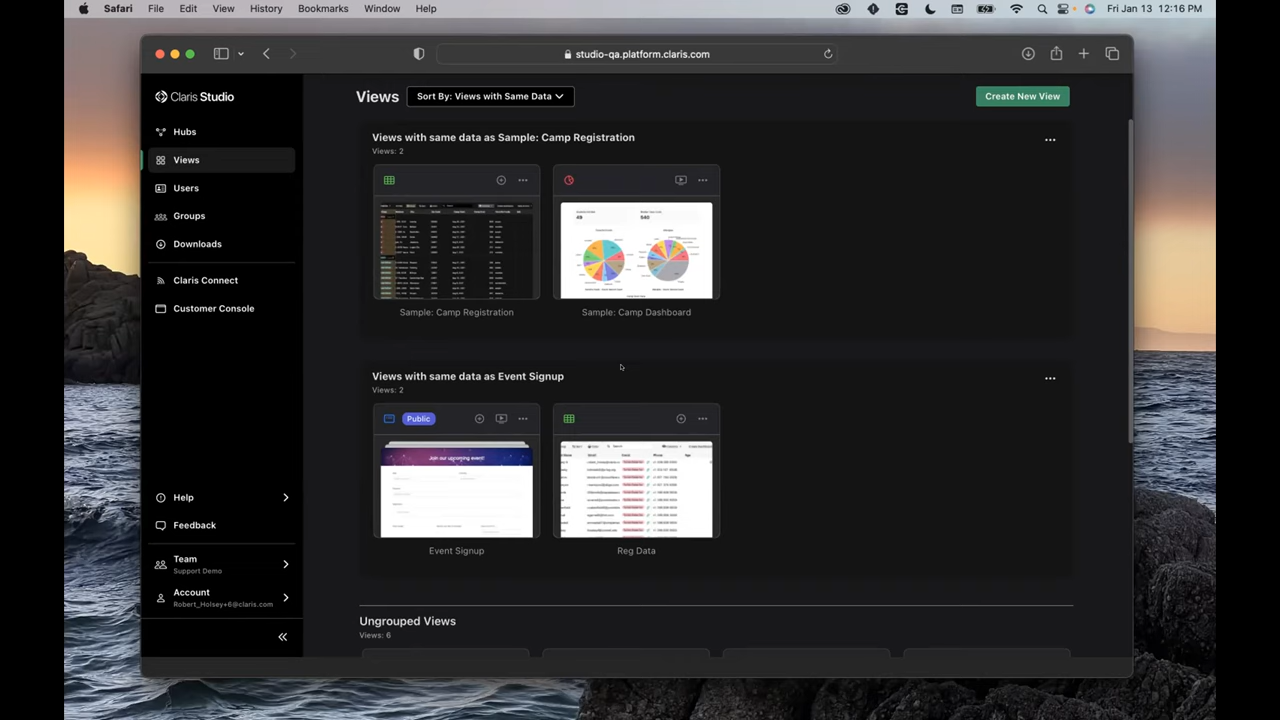 Safari File Edit View History Bookmarks Window Help Fri Jan 13 12:16 PM
studio-qa.platform.claris.com
Claris Studio
Hubs
Views
Users
Groups
Downloads
Claris Connect
Customer Console
Help
Feedback
Team
Support Demo
Account
Robert_Holsey+6@claris.com
Views Sort By: Views with Same Data Create New View
Views with same data as Sample: Camp Registration
Views: 2
49 $40
Sample: Camp Registration Sample: Camp Dashboard
Views with same data as Event Signup
Views: 2
Public
Join our upcoming event!
Event Signup Reg Data
Ungrouped Views
Views: 6